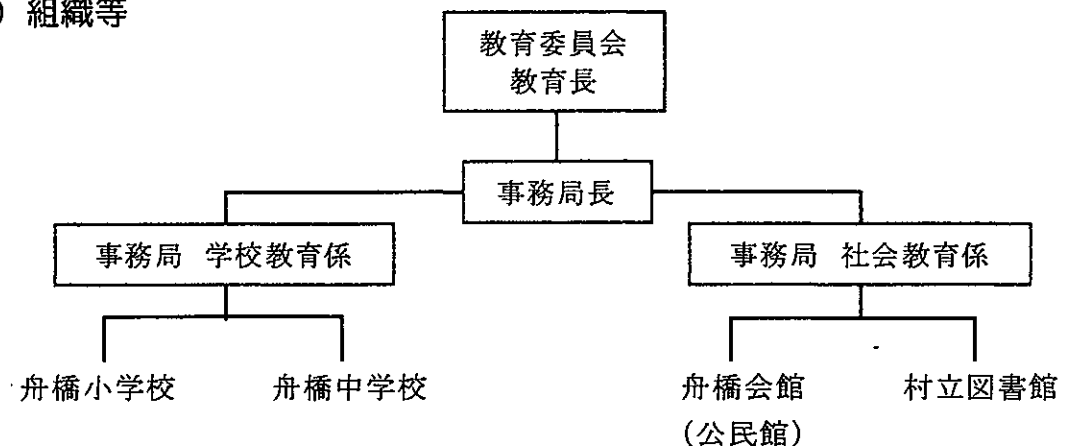 ) 組織等
教育委員会
教育長
事務局長
事務局 学校教育係
事務局 社会教育係
舟橋小学校
舟橋中学校
舟橋会館
(公民館)
村立図書館